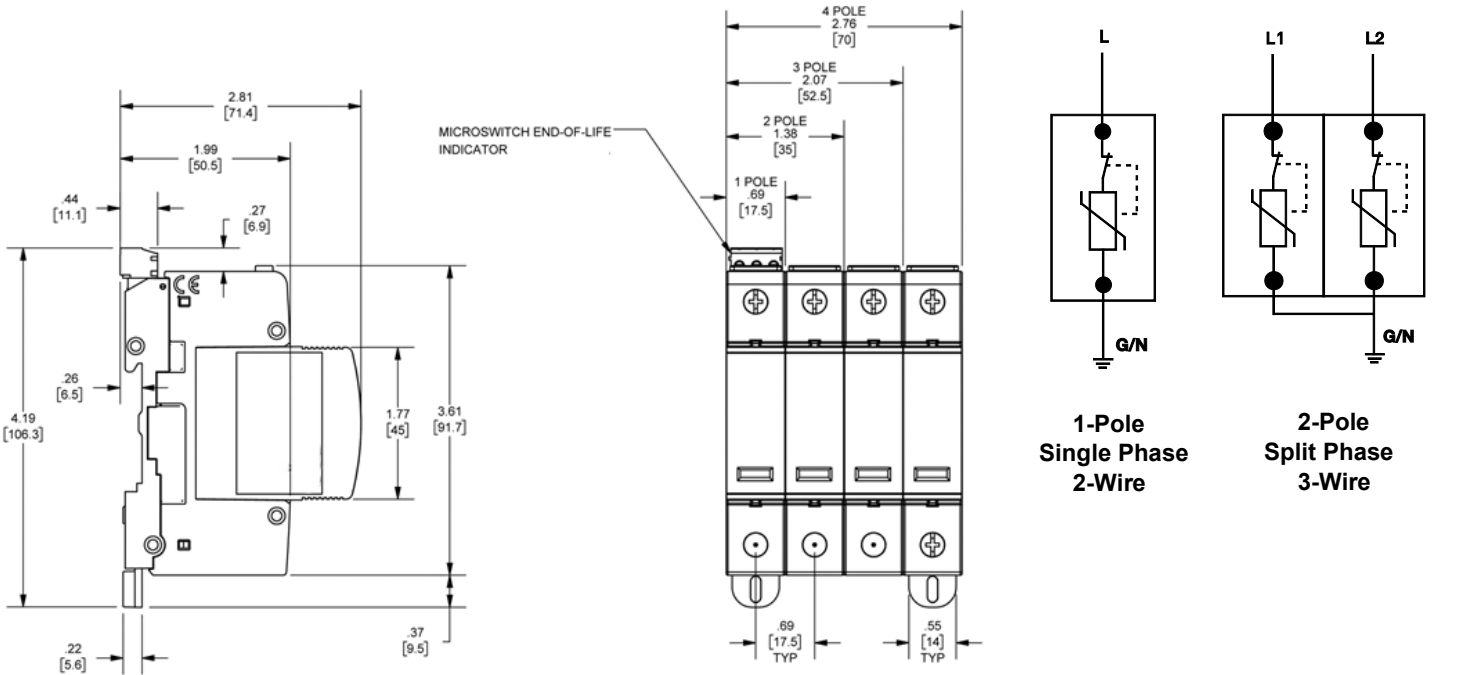 2.81
[71.4]
1.99
[50.5]
.44
[11.1]
.27
[6.9]
CE
.26
[6.5]
4.19
[106.3]
1.77
[45]
3.61
[91.7]
.37
[9.5]
.22
[5.6]
MICROSWITCH END-OF-LIFE
INDICATOR
4 POLE
2.76
[70]
3 POLE
2.07
[52.5]
2 POLE
1.38
[35]
1 POLE
.69
[17.5]
.69
[17.5]
TYP
.55
[14]
TYP
L
G/N
1-Pole
Single Phase
2-Wire
L1
L2
G/N
2-Pole
Split Phase
3-Wire